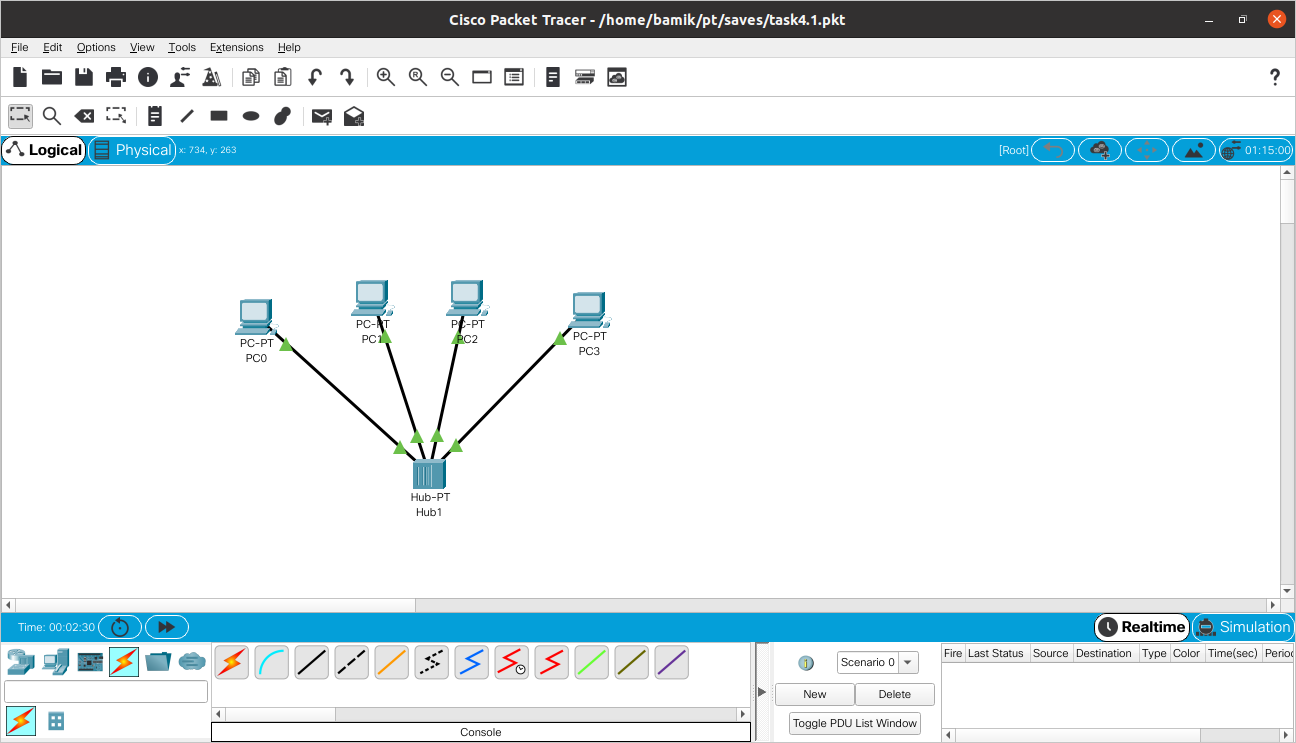 Cisco Packet Tracer - /home/bamik/pt/saves/task4.1.pkt
File Edit Options View Tools Extensions Help
R
?
Logical Physical x: 734, y: 263 [Root] 01:15:00
PC-PT
PC0
PC-PT
PC1
PC-PT
PC2
PC-PT
PC3
Hub-PT
Hub1
Time: 00:02:30 Realtime Simulation
Scenario 0
New Delete
Toggle PDU List Window
Fire Last Status Source Destination Type Color Time(sec) Perioc
Console